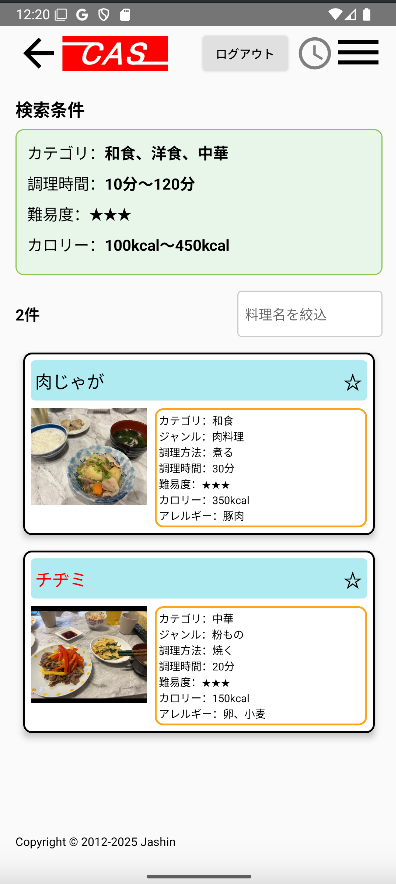 12:20
CAS
ログアウト
検索条件
カテゴリ：和食、洋食、中華
調理時間：10分〜120分
難易度：★★★
カロリー：100kcal〜450kcal
2件
料理名を絞込
肉じゃが
☆
カテゴリ：和食
ジャンル：肉料理
調理方法：煮る
調理時間：30分
難易度：★★★
カロリー：350kcal
アレルギー：豚肉
チヂミ
☆
カテゴリ：中華
ジャンル：粉もの
調理方法：焼く
調理時間：20分
難易度：★★★
カロリー：150kcal
アレルギー：卵、小麦
Copyright © 2012-2025 Jashin